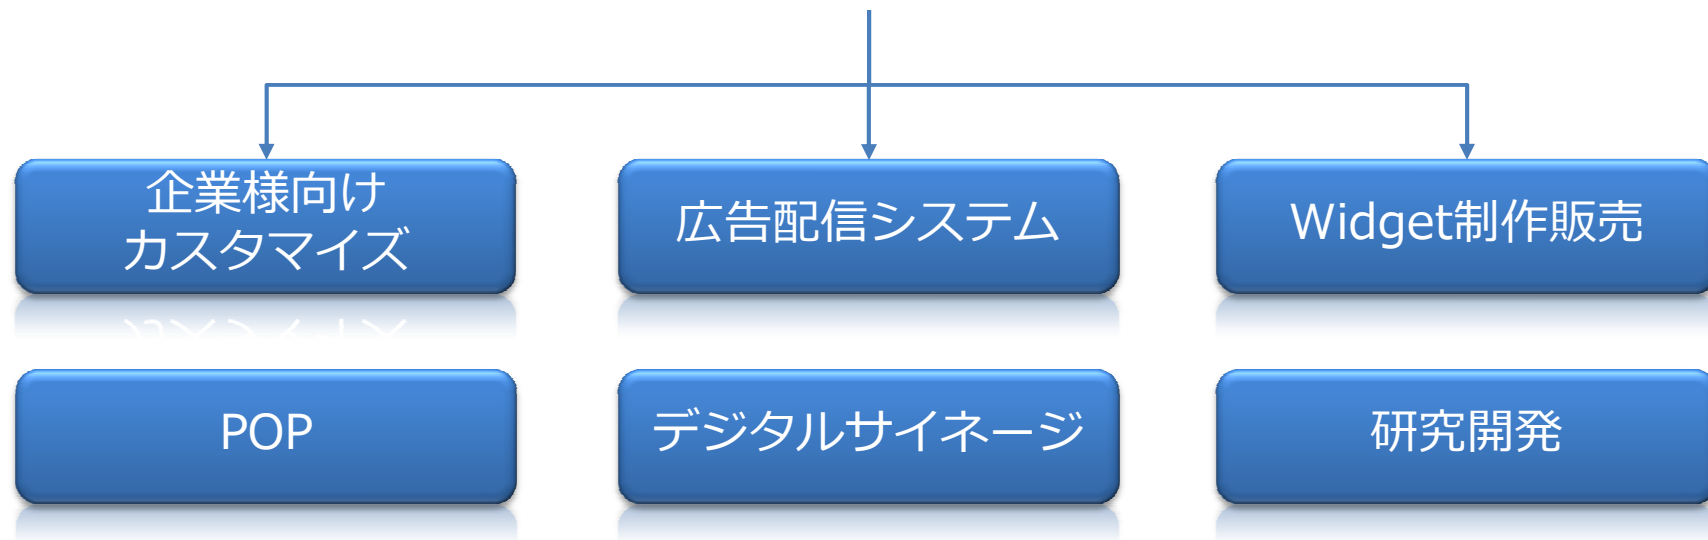 企業様向け
カスタマイズ
広告配信システム
Widget制作販売
POP
デジタルサイネージ
研究開発